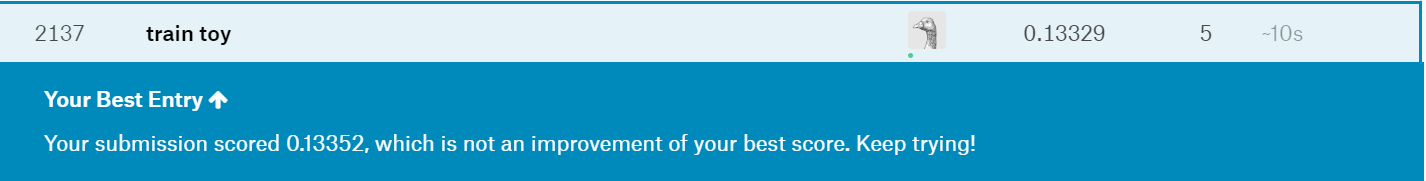 2137 train toy 0.13329 5 ~10s
Your Best Entry
Your submission scored 0.13352, which is not an improvement of your best score. Keep trying!